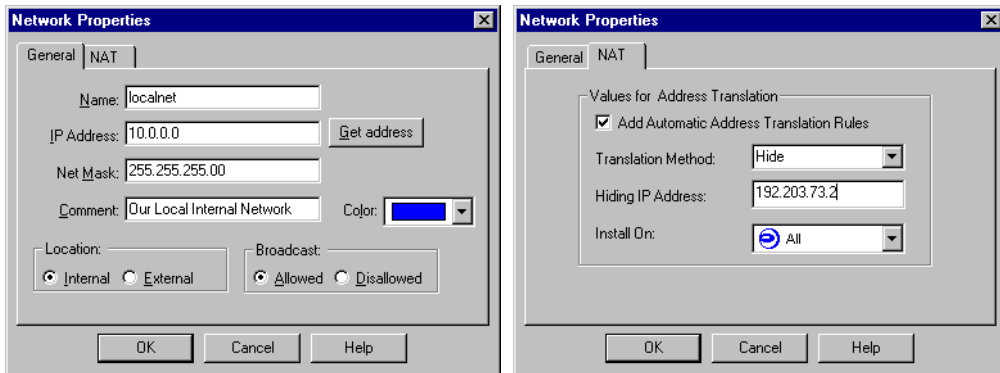 Network Properties
General NAT
Name: localnet
IP Address: 10.0.0.0 Get address
Net Mask: 255.255.255.00
Comment: Our Local Internal Network Color:
Location: Broadcast:
Internal External Allowed Disallowed
OK Cancel Help
Network Properties
General NAT
Values for Address Translation
Add Automatic Address Translation Rules
Translation Method: Hide
Hiding IP Address: 192.203.73.2
Install On: All
OK Cancel Help